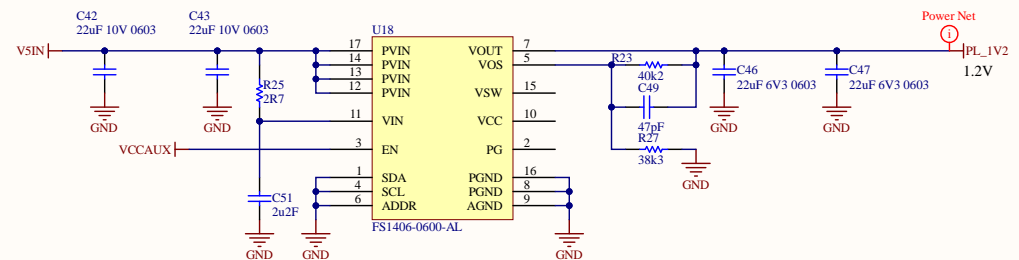 C42
22uF 10V 0603
C43
22uF 10V 0603
U18
Power Net
i
V5IN
17 PVIN
14 PVIN
13 PVIN
12 PVIN
11 VIN
3 EN
1 SDA
4 SCL
6 ADDR
VOUT 7
VOS 5
VSW 15
VCC 10
PG 2
PGND 16
PGND 8
AGND 9
FS1406-0600-AL
R25
2R7
VCCAUX
C51
2u2F
R23
40k2
C49
47pF
R27
38k3
C46
22uF 6V3 0603
C47
22uF 6V3 0603
PL_1V2
1.2V
GND
GND
GND
GND
GND
GND
GND
GND